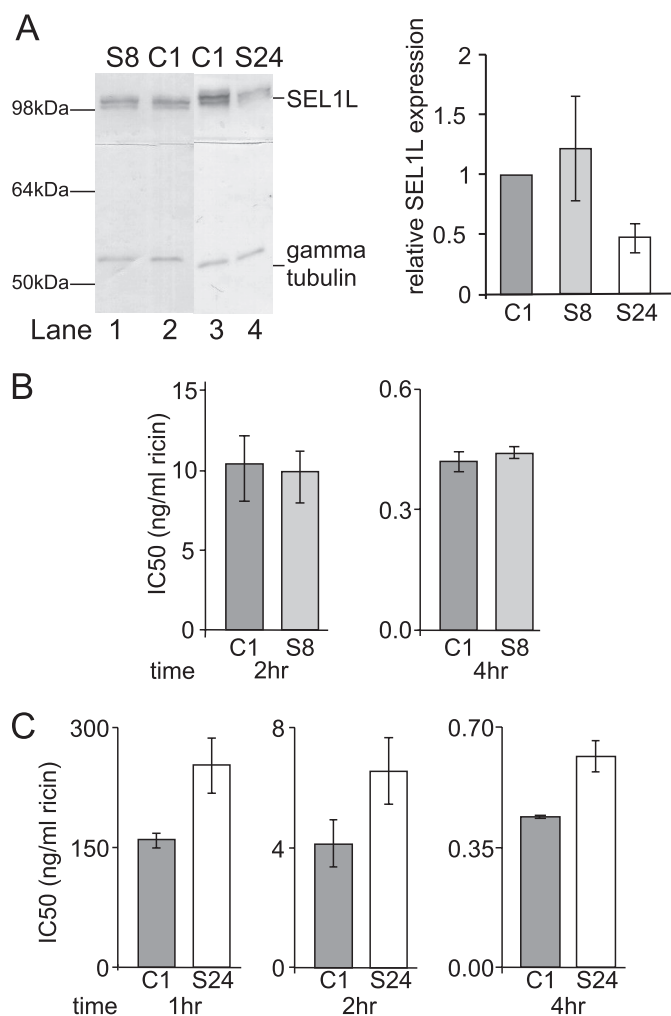 A
S8 C1 C1 S24
98kDa
SEL1L
64kDa
gamma
tubulin
50kDa
Lane 1 2 3 4
relative SEL1L expression
2
1.5
1
0.5
0
C1 S8 S24
B
IC50 (ng/ml ricin)
15
10
5
0
C1 S8
time 2hr
0.6
0.3
0.0
C1 S8
4hr
C
IC50 (ng/ml ricin)
300
150
0
C1 S24
time 1hr
8
4
0
C1 S24
2hr
0.70
0.35
0.00
C1 S24
4hr